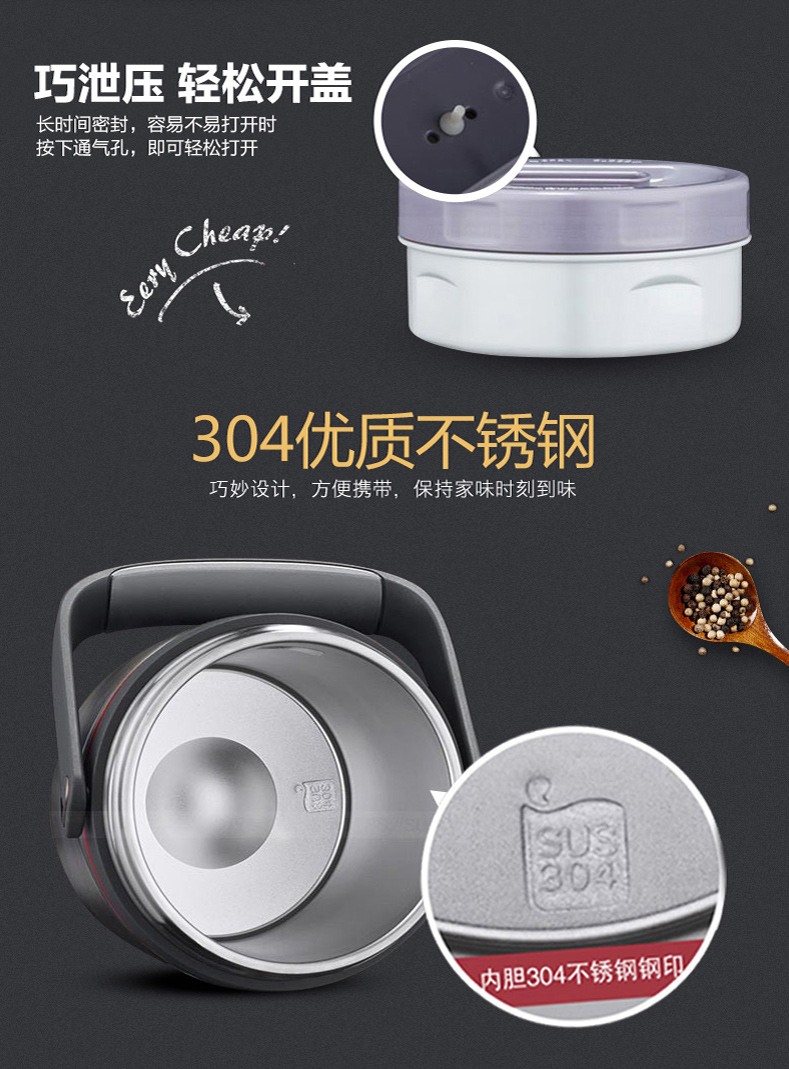 巧泄压 轻松开盖
长时间密封，容易不易打开时
按下通气孔，即可轻松打开
Eery Cheap!
304优质不锈钢
巧妙设计，方便携带，保持家味时刻到味
SUS
304
SUS
304
内胆304不锈钢钢印